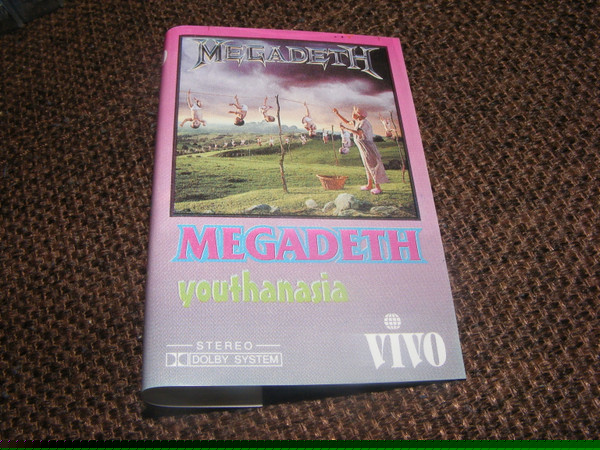 MEGADETH
MEGADETH
youthanasia
STEREO
DOLBY SYSTEM
VIVO